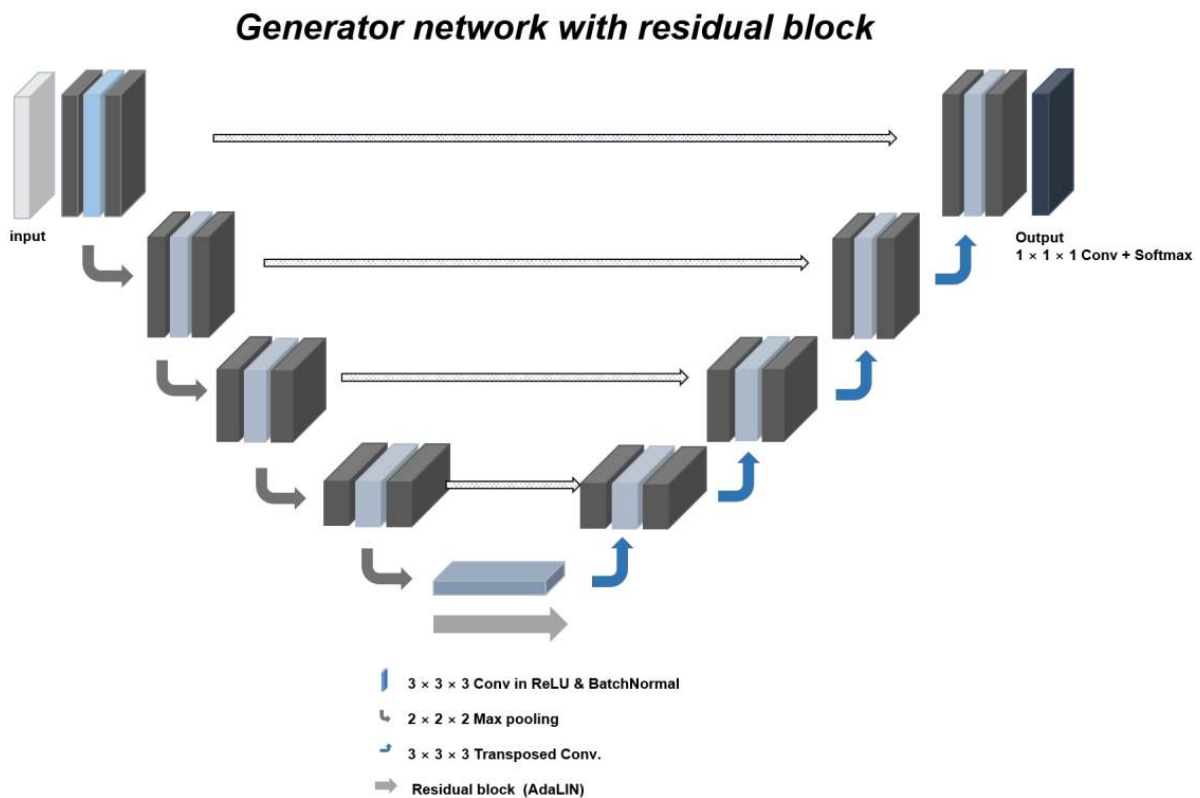 Generator network with residual block
input
Output
1 × 1 × 1 Conv + Softmax
3 × 3 × 3 Conv in ReLU & BatchNormal
2 × 2 × 2 Max pooling
3 × 3 × 3 Transposed Conv.
Residual block (AdaLIN)